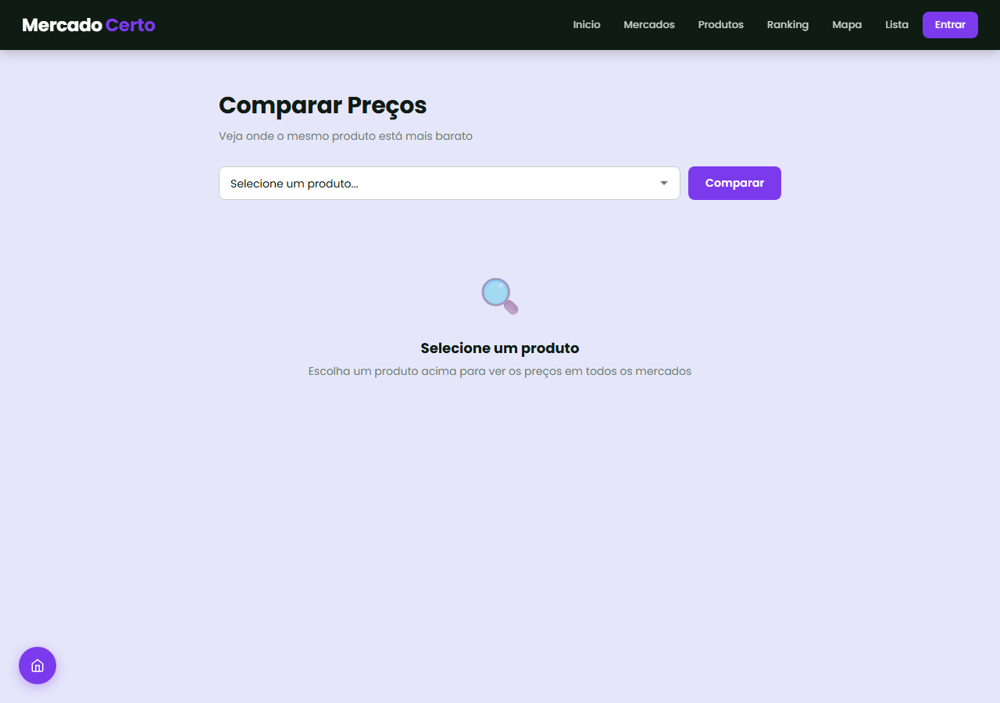 Mercado Certo
Inicio Mercados Produtos Ranking Mapa Lista Entrar
Comparar Preços
Veja onde o mesmo produto está mais barato
Selecione um produto... Comparar
Selecione um produto
Escolha um produto acima para ver os preços em todos os mercados